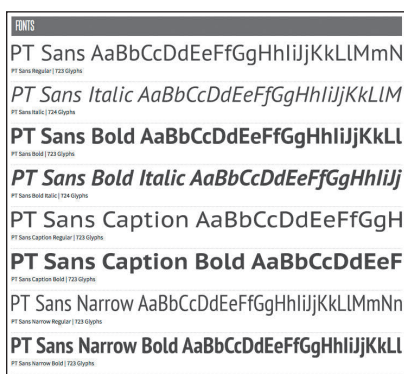 FONTS
PT Sans AaBbCcDdEeFfGgHhIiJjKkLlMmN
PT Sans Regular | 723 Glyphs
PT Sans Italic AaBbCcDdEeFfGgHhIiJjKkLlM
PT Sans Italic | 724 Glyphs
PT Sans Bold AaBbCcDdEeFfGgHhIiJjKkLl
PT Sans Bold | 723 Glyphs
PT Sans Bold Italic AaBbCcDdEeFfGgHhIiJj
PT Sans Bold Italic | 724 Glyphs
PT Sans Caption AaBbCcDdEeFfGgH
PT Sans Caption Regular | 723 Glyphs
PT Sans Caption Bold AaBbCcDdEeF
PT Sans Caption Bold | 723 Glyphs
PT Sans Narrow AaBbCcDdEeFfGgHhIiJjKkLlMmNn
PT Sans Narrow Regular | 723 Glyphs
PT Sans Narrow Bold AaBbCcDdEeFfGgHhIiJjKkLl
PT Sans Narrow Bold | 723 Glyphs